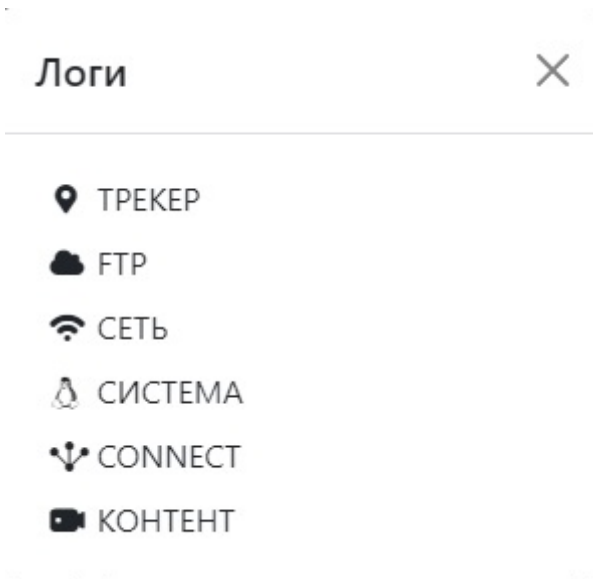 Логи
ТРЕКЕР
FTP
СЕТЬ
СИСТЕМА
CONNECT
КОНТЕНТ